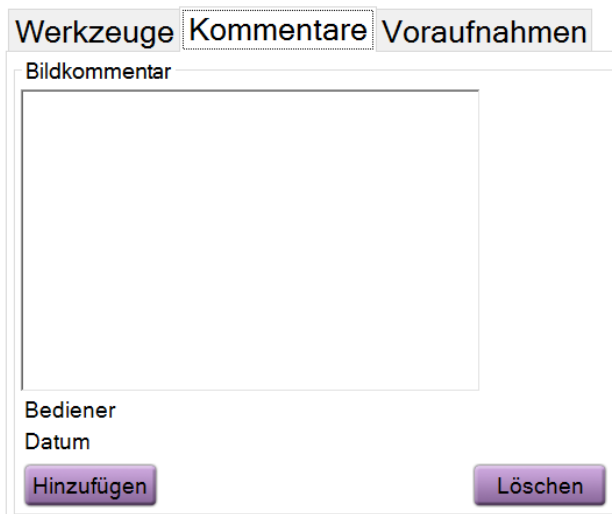 Werkzeuge Kommentare Voraufnahmen
Bildkommentar
Bediener
Datum
Hinzufügen Löschen